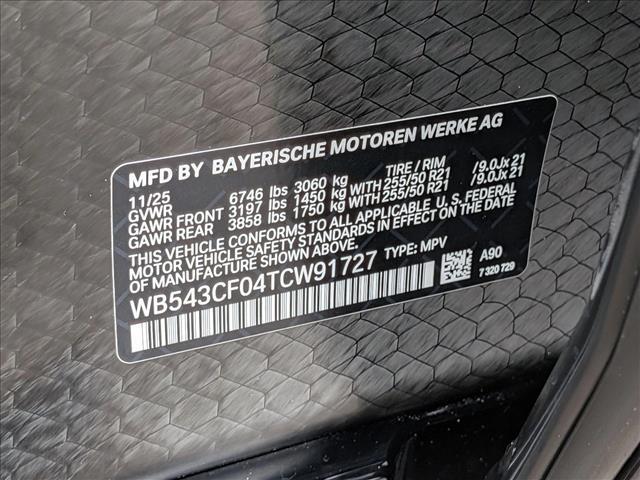 MFD BY BAYERISCHE MOTOREN WERKE AG
11/25 TIRE / RIM
GVWR 6746 lbs 3060 kg
GAWR FRONT 3197 lbs 1450 kg WITH 255/50 R21 /9.0Jx21
GAWR REAR 3858 lbs 1750 kg WITH 255/50 R21 /9.0Jx21
THIS VEHICLE CONFORMS TO ALL APPLICABLE U.S. FEDERAL
MOTOR VEHICLE SAFETY STANDARDS IN EFFECT ON THE DATE
OF MANUFACTURE SHOWN ABOVE.
WB543CF04TCW91727 TYPE: MPV A90
7 320 729